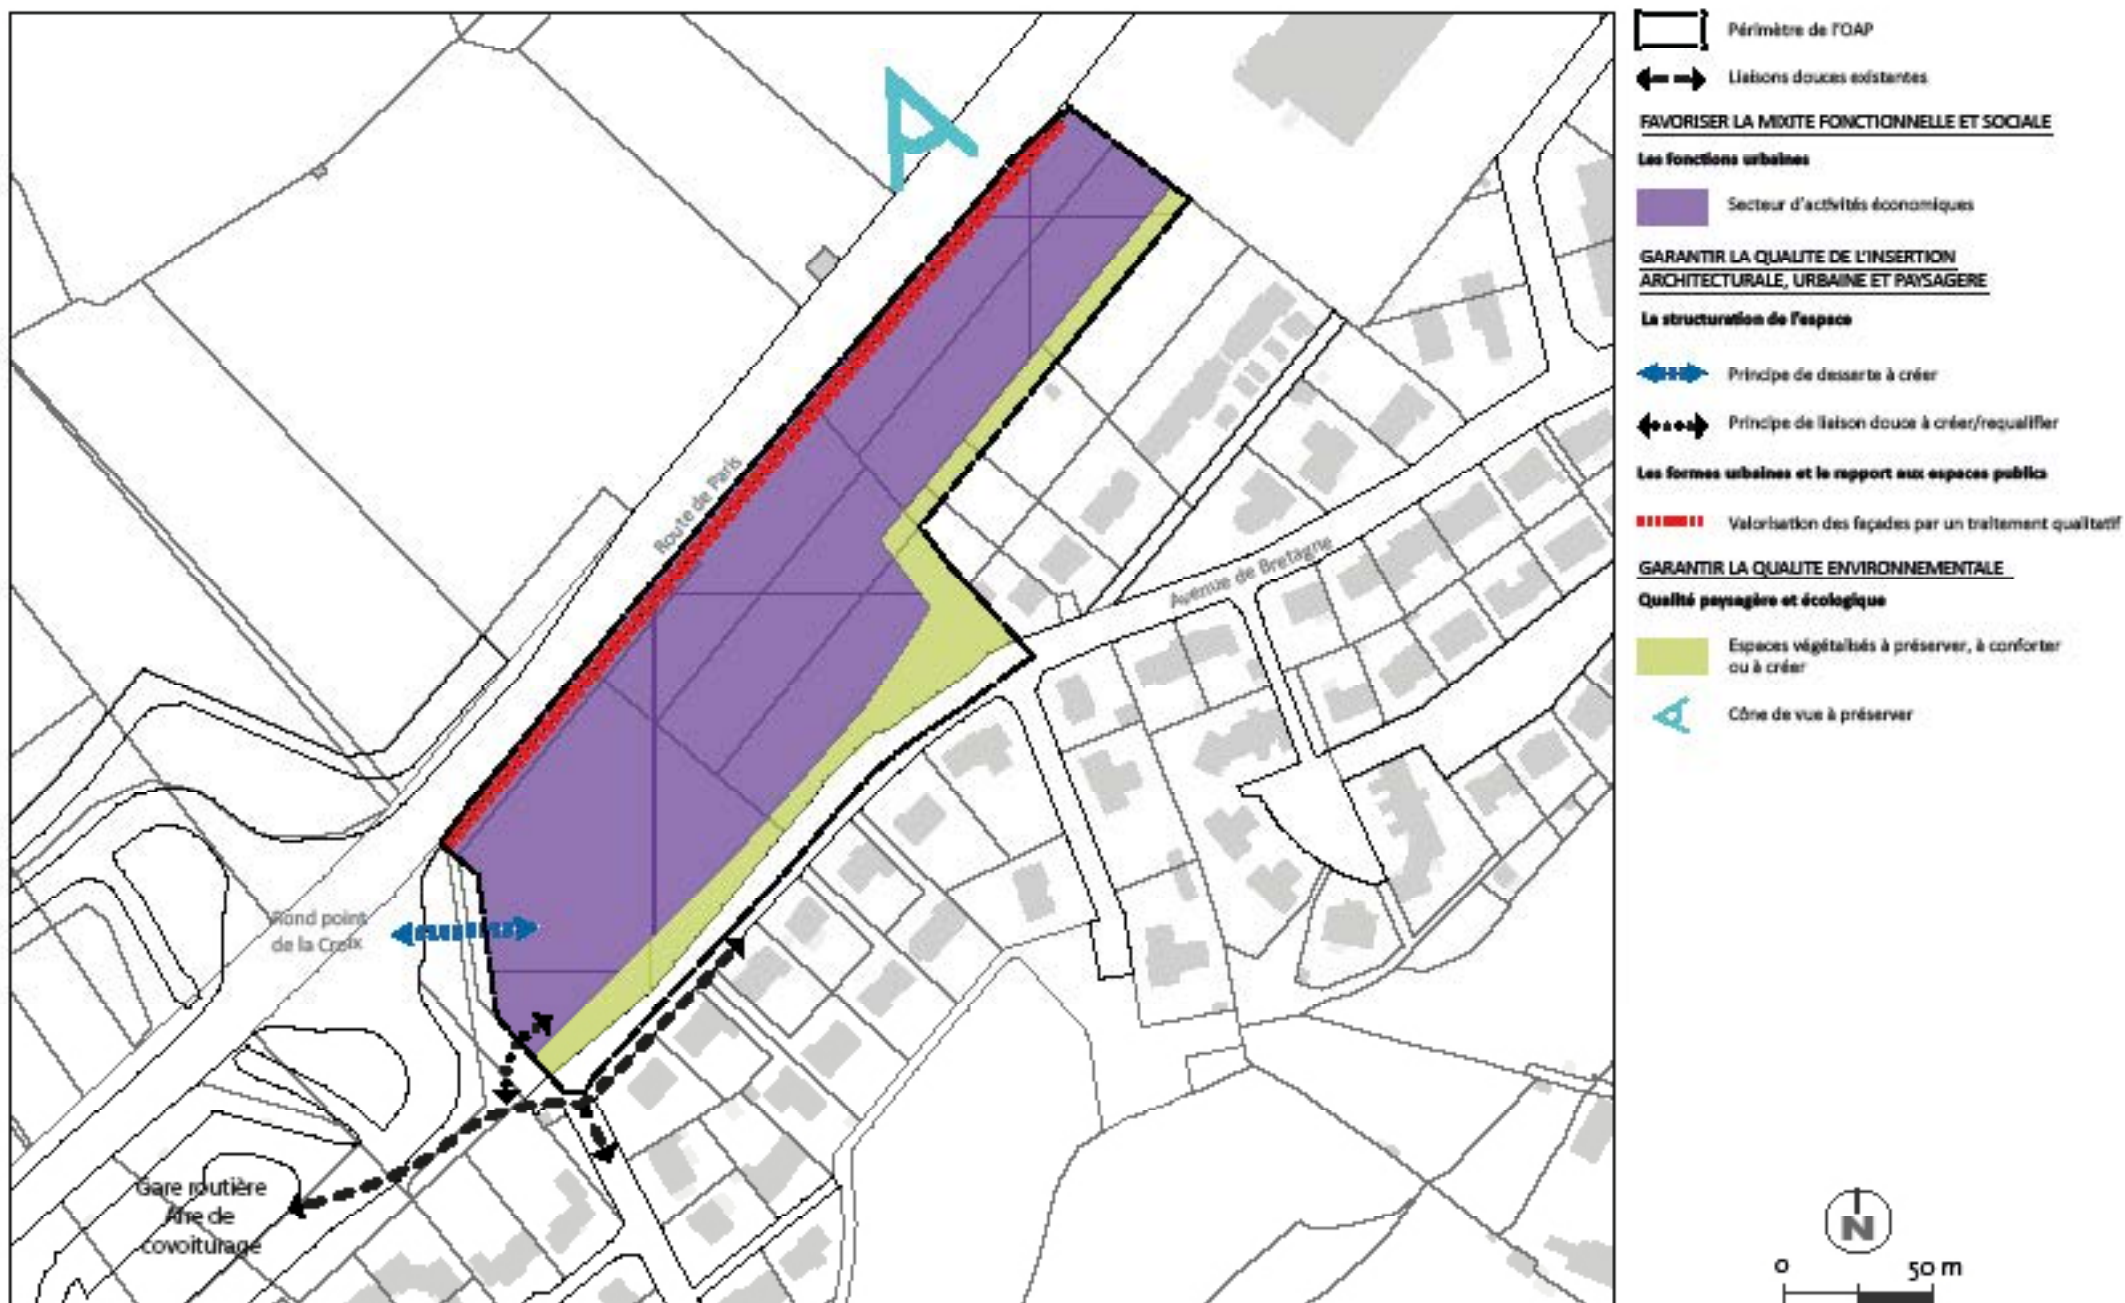 Route de Paris
Avenue de Bretagne
Rond point
de la Croix
Gare routière
Aire de
covoiturage
Périmètre de l'OAP
Liaisons douces existantes
FAVORISER LA MIXITE FONCTIONNELLE ET SOCIALE
Les fonctions urbaines
Secteur d'activités économiques
GARANTIR LA QUALITE DE L'INSERTION
ARCHITECTURALE, URBAINE ET PAYSAGERE
La structuration de l'espace
Principe de desserte à créer
Principe de liaison douce à créer/requalifier
Les formes urbaines et le rapport aux espaces publics
Valorisation des façades par un traitement qualitatif
GARANTIR LA QUALITE ENVIRONNEMENTALE
Qualité paysagère et écologique
Espaces végétalisés à préserver, à conforter
ou à créer
Cône de vue à préserver
N
0 50 m